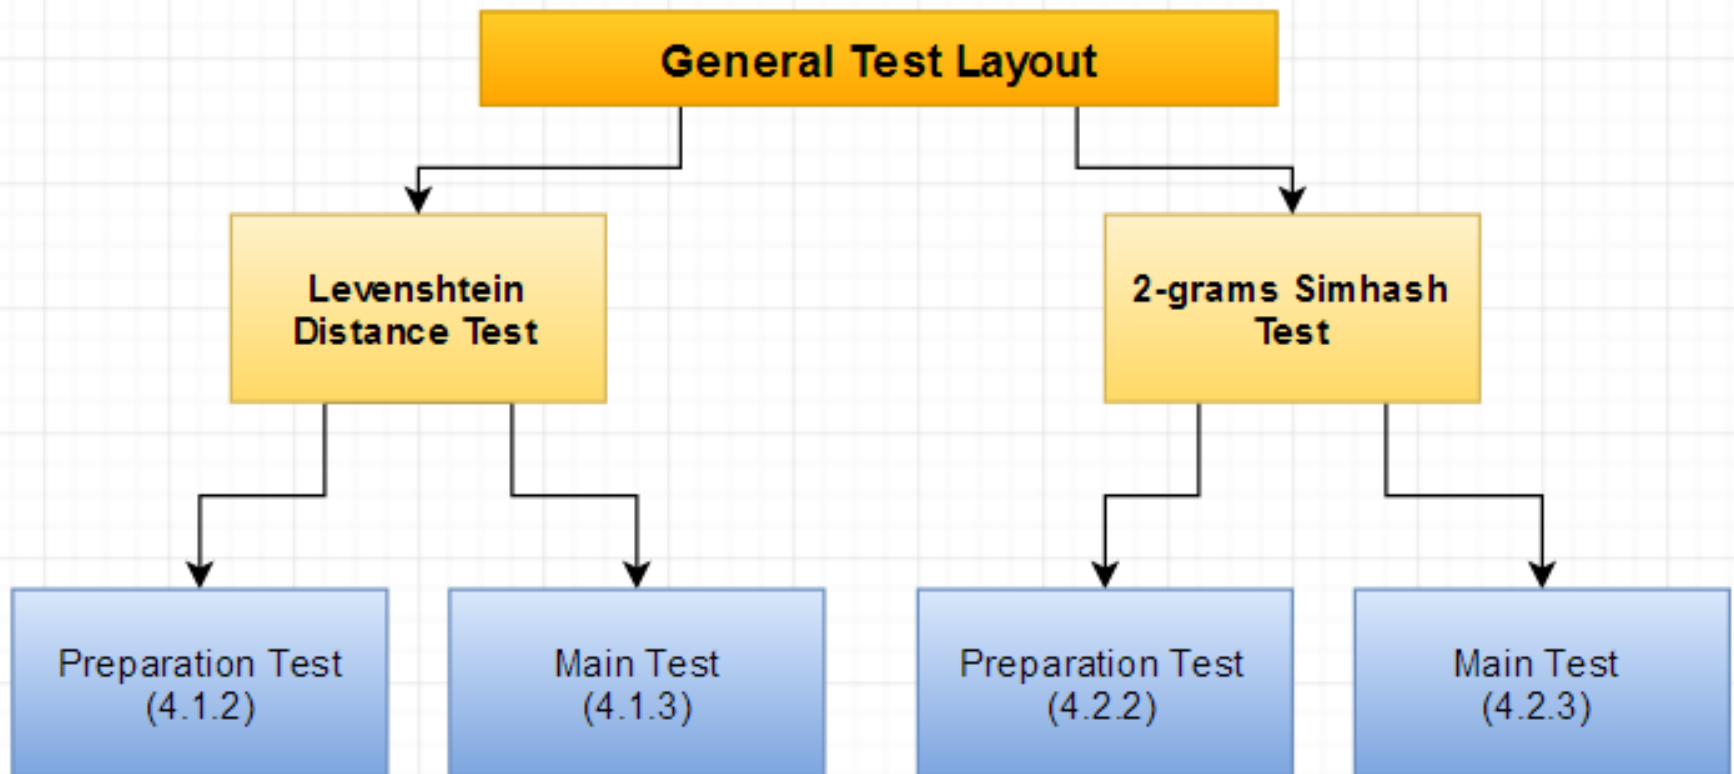 General Test Layout
Levenshtein
Distance Test
2-grams Simhash
Test
Preparation Test
(4.1.2)
Main Test
(4.1.3)
Preparation Test
(4.2.2)
Main Test
(4.2.3)